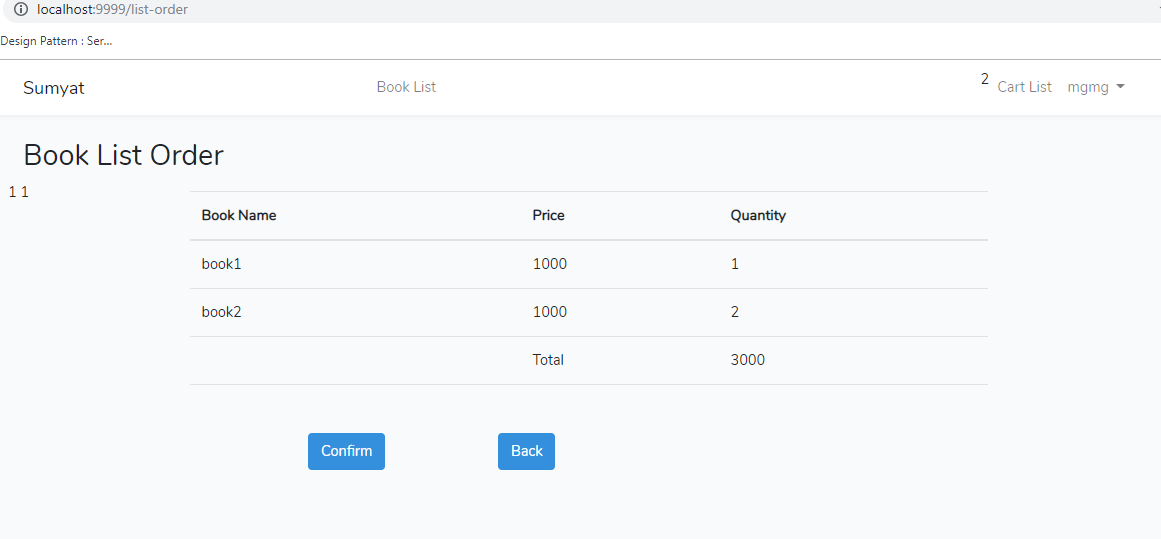 localhost:9999/list-order
Design Pattern : Ser...
Sumyat Book List 2 Cart List mgmg
Book List Order
1 1
Book Name Price Quantity
book1 1000 1
book2 1000 2
Total 3000
Confirm Back